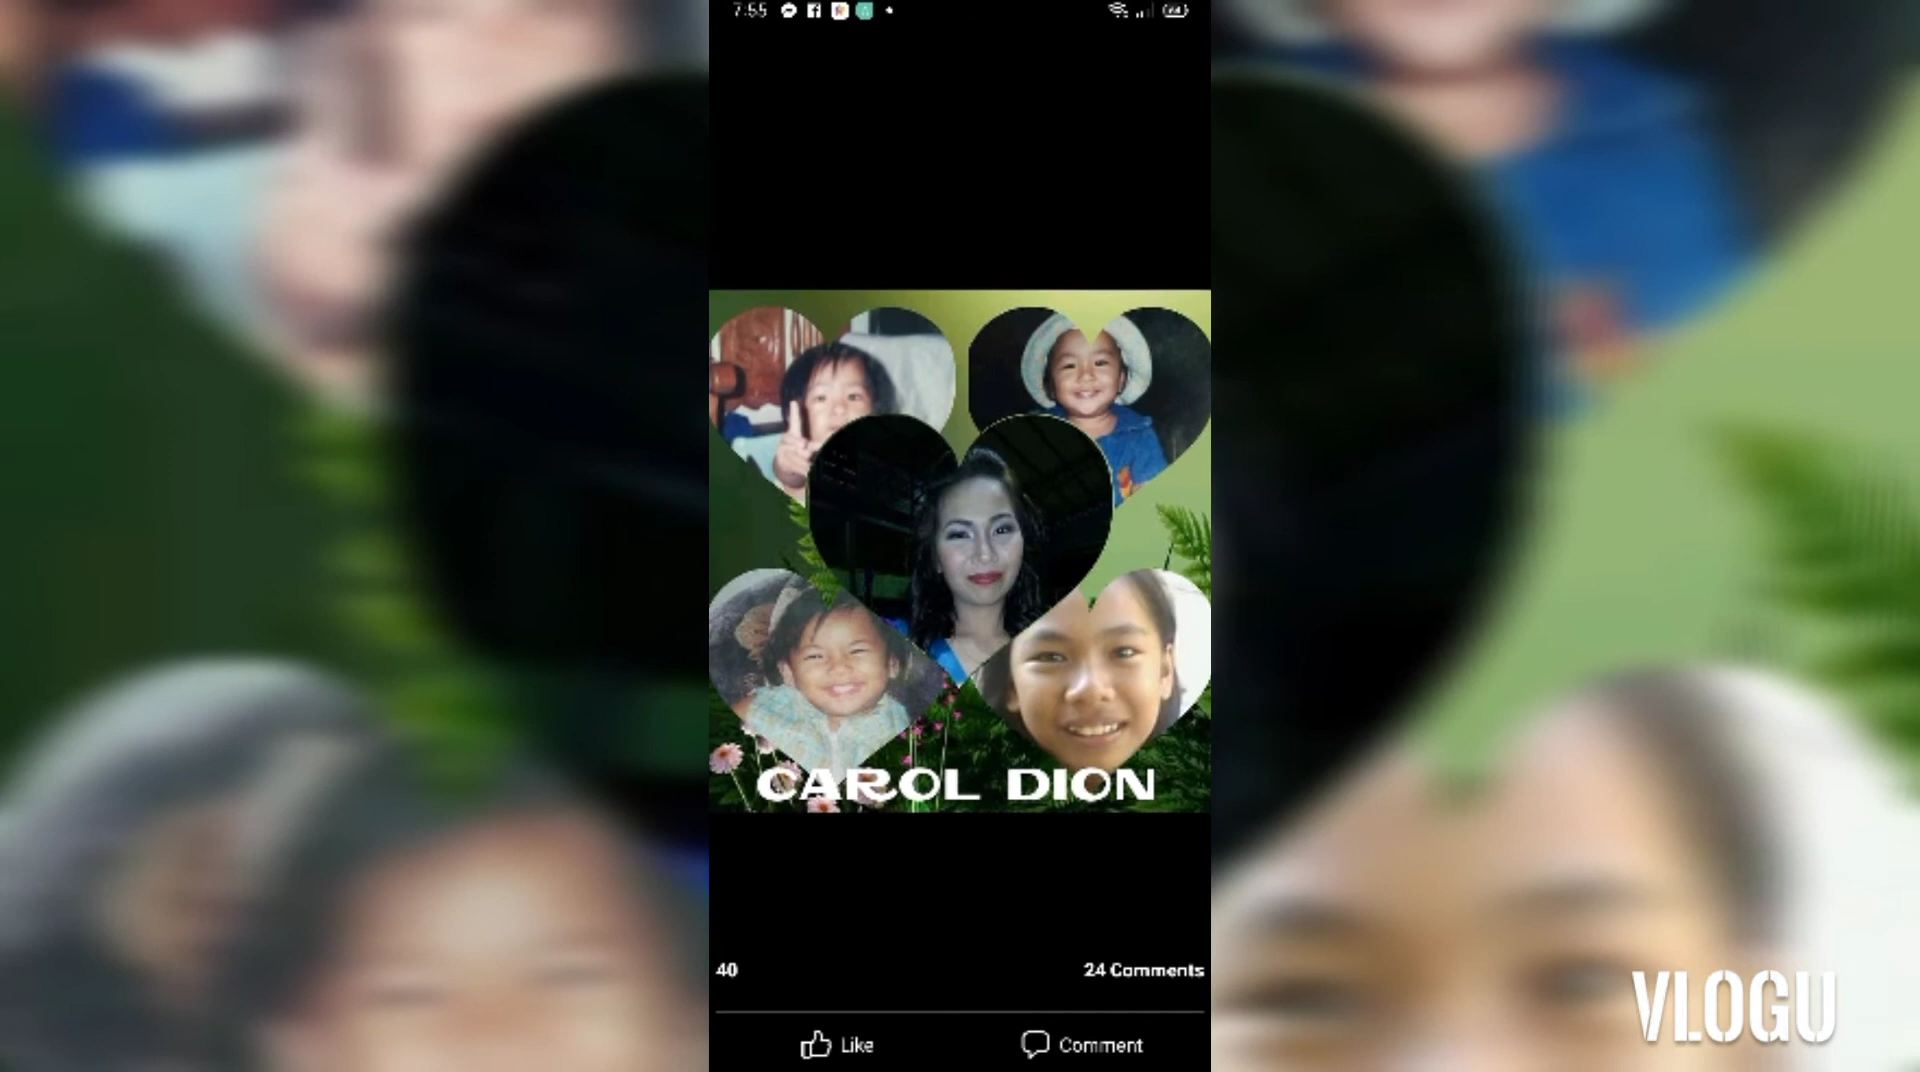 7:55
CAROL DION
40
24 Comments
Like
Comment
VLOGU